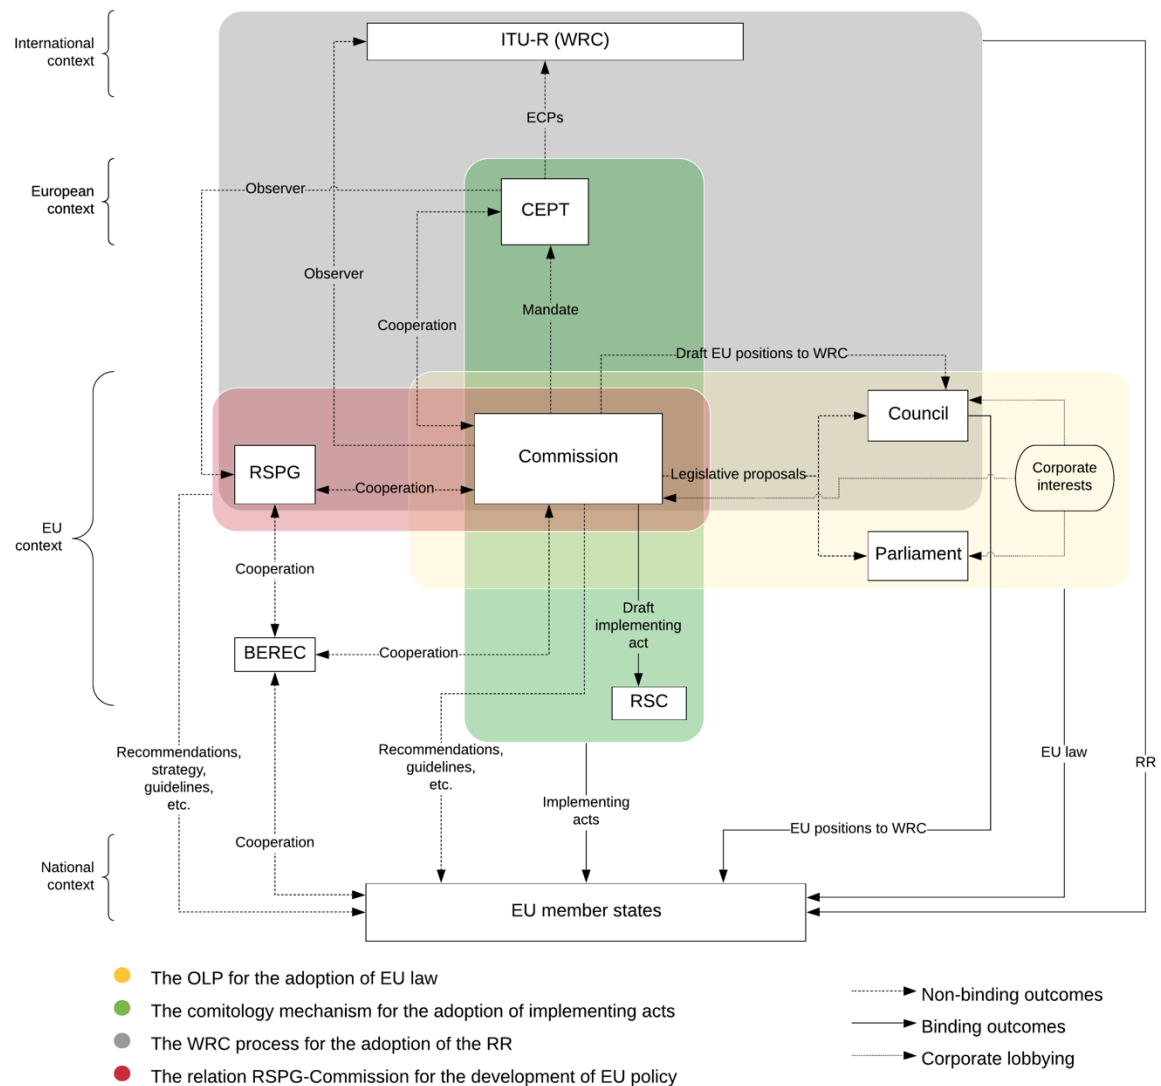 International
context
ITU-R (WRC)
ECPs
European
context
Observer
CEPT
Observer
Mandate
Cooperation
Draft EU positions to WRC
EU
context
RSPG
Cooperation
Commission
Legislative proposals
Council
Corporate
interests
Parliament
Cooperation
BEREC
Cooperation
Draft
implementing
act
RSC
Recommendations,
strategy,
guidelines,
etc.
Recommendations,
guidelines,
etc.
Implementing
acts
EU law
RR
EU positions to WRC
Cooperation
National
context
EU member states
The OLP for the adoption of EU law
The comitology mechanism for the adoption of implementing acts
The WRC process for the adoption of the RR
The relation RSPG-Commission for the development of EU policy
Non-binding outcomes
Binding outcomes
Corporate lobbying